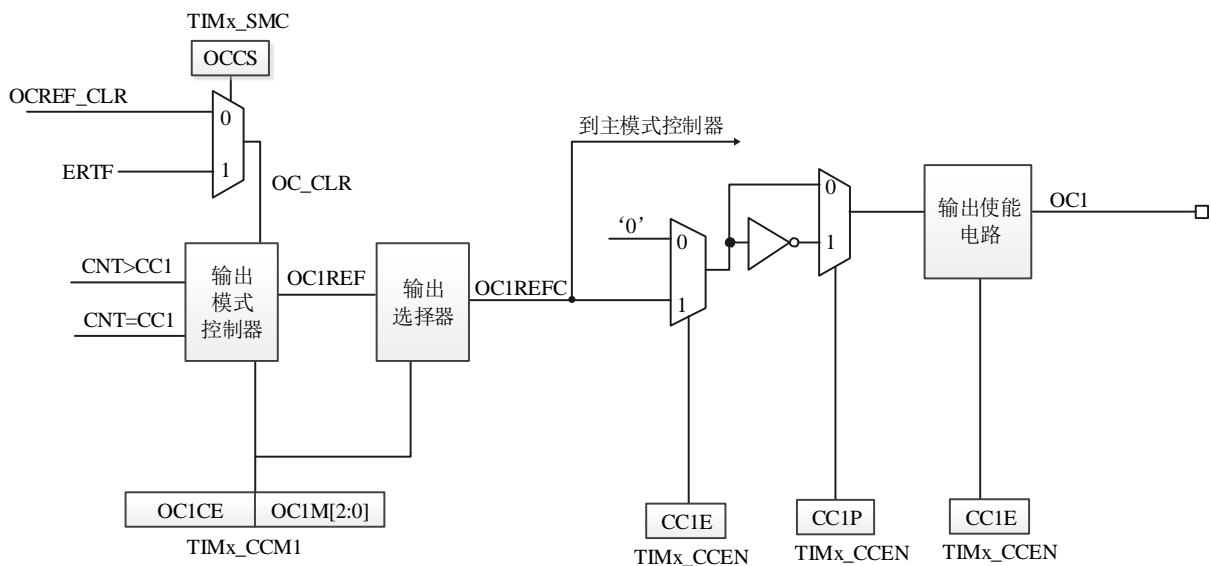 TIMx_SMC
OCCS
OCREF_CLR
0
ERTF
1
OC_CLR
到主模式控制器
'0'
0
1
0
1
输出使能
电路
OC1
CNT>CC1
CNT=CC1
输出
模式
控制器
OC1REF
输出
选择器
OC1REFC
OC1CE
OC1M[2:0]
TIMx_CCM1
CC1E
TIMx_CCEN
CC1P
TIMx_CCEN
CC1E
TIMx_CCEN